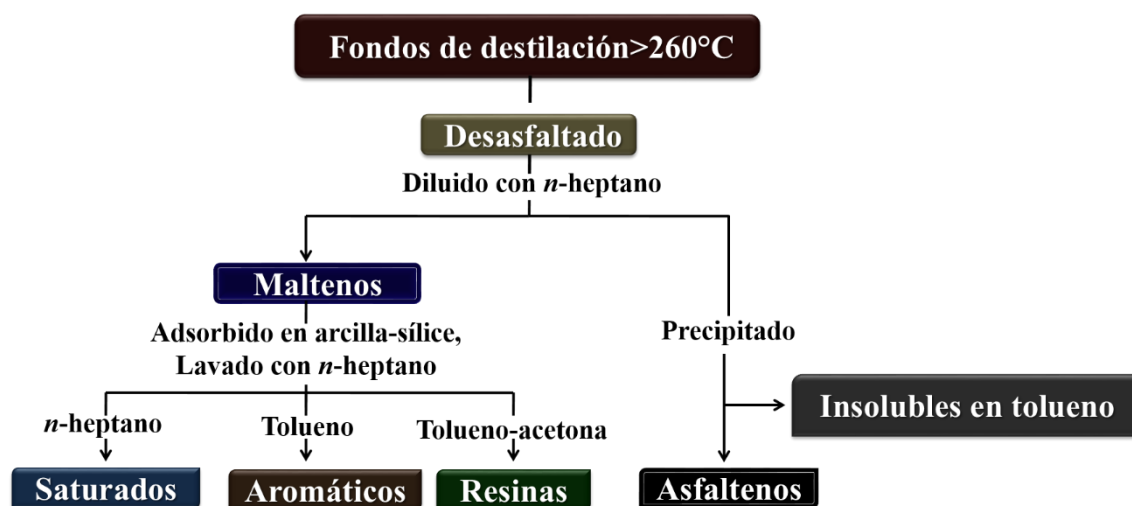 Fondos de destilación>260°C
Desasfaltado
Diluido con n-heptano
Maltenos
Adsorbido en arcilla-sílice,
Lavado con n-heptano
Precipitado
Insolubles en tolueno
n-heptano
Tolueno
Tolueno-acetona
Saturados
Aromáticos
Resinas
Asfaltenos